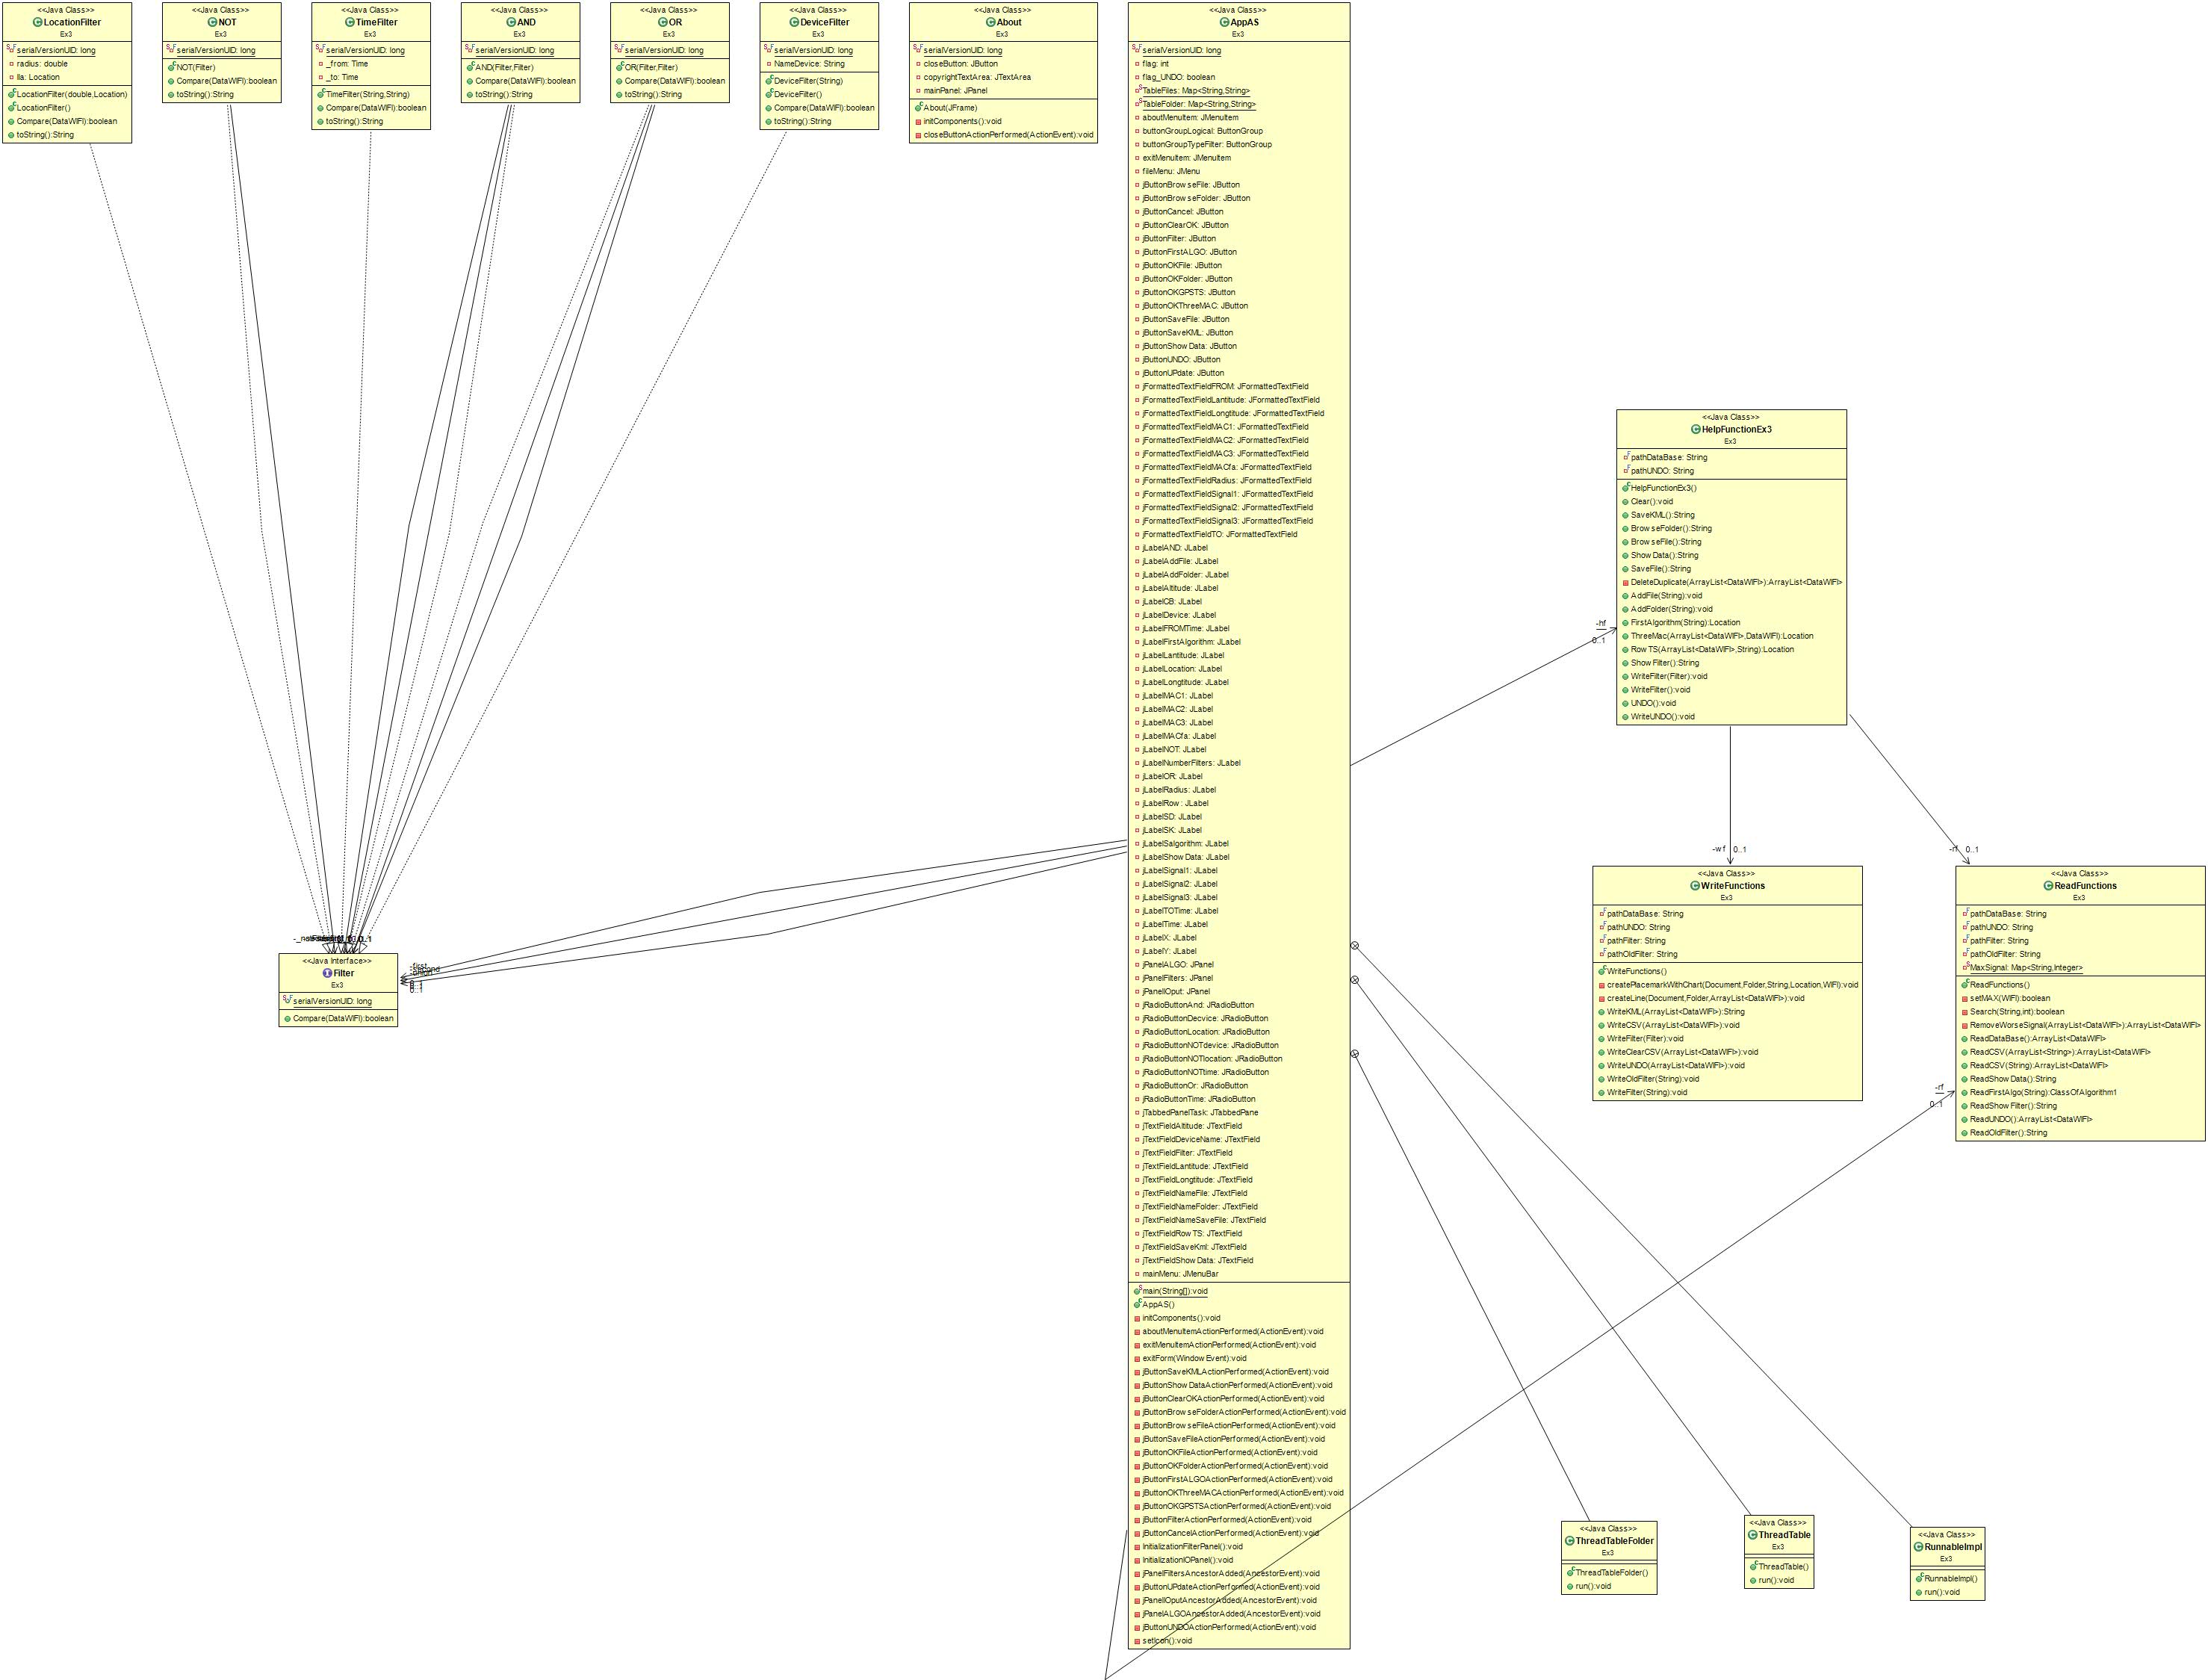 <<Java Class>>
LocationFilter
Ex3
serialVersionUID: long
radius: double
lla: Location
LocationFilter(double,Location)
LocationFilter()
Compare(DataWIFI):boolean
toString():String
<<Java Class>>
NOT
Ex3
serialVersionUID: long
NOT(Filter)
Compare(DataWIFI):boolean
toString():String
<<Java Class>>
TimeFilter
Ex3
serialVersionUID: long
_from: Time
_to: Time
TimeFilter(String,String)
Compare(DataWIFI):boolean
toString():String
<<Java Class>>
AND
Ex3
serialVersionUID: long
AND(Filter,Filter)
Compare(DataWIFI):boolean
toString():String
<<Java Class>>
OR
Ex3
serialVersionUID: long
OR(Filter,Filter)
Compare(DataWIFI):boolean
toString():String
<<Java Class>>
DeviceFilter
Ex3
serialVersionUID: long
NameDevice: String
DeviceFilter(String)
DeviceFilter()
Compare(DataWIFI):boolean
toString():String
<<Java Class>>
About
Ex3
serialVersionUID: long
closeButton: JButton
copyrightTextArea: JTextArea
mainPanel: JPanel
About(JFrame)
initComponents():void
closeButtonActionPerformed(ActionEvent):void
<<Java Class>>
AppAS
Ex3
serialVersionUID: long
flag: int
flag_UNDO: boolean
TableFiles: Map<String,String>
TableFolder: Map<String,String>
aboutMenuItem: JMenuItem
buttonGroupLogical: ButtonGroup
buttonGroupTypeFilter: ButtonGroup
exitMenuItem: JMenuItem
fileMenu: JMenu
jButtonBrowseFile: JButton
jButtonBrowseFolder: JButton
jButtonCancel: JButton
jButtonClearOK: JButton
jButtonFilter: JButton
jButtonFirstALGO: JButton
jButtonOKFile: JButton
jButtonOKFolder: JButton
jButtonOKGPSTS: JButton
jButtonOKThreeMAC: JButton
jButtonSaveFile: JButton
jButtonSaveKML: JButton
jButtonShowData: JButton
jButtonUNDO: JButton
jButtonUPdate: JButton
jFormattedTextFieldFROM: JFormattedTextField
jFormattedTextFieldLantitude: JFormattedTextField
jFormattedTextFieldLongtitude: JFormattedTextField
jFormattedTextFieldMAC1: JFormattedTextField
jFormattedTextFieldMAC2: JFormattedTextField
jFormattedTextFieldMAC3: JFormattedTextField
jFormattedTextFieldMACfa: JFormattedTextField
jFormattedTextFieldRadius: JFormattedTextField
jFormattedTextFieldSignal1: JFormattedTextField
jFormattedTextFieldSignal2: JFormattedTextField
jFormattedTextFieldSignal3: JFormattedTextField
jFormattedTextFieldTO: JFormattedTextField
jLabelAND: JLabel
jLabelAddFile: JLabel
jLabelAddFolder: JLabel
jLabelAltitude: JLabel
jLabelCB: JLabel
jLabelDevice: JLabel
jLabelFROMTime: JLabel
jLabelFirstAlgorithm: JLabel
jLabelLantitude: JLabel
jLabelLocation: JLabel
jLabelLongtitude: JLabel
jLabelMAC1: JLabel
jLabelMAC2: JLabel
jLabelMAC3: JLabel
jLabelMACfa: JLabel
jLabelNOT: JLabel
jLabelNumberFilters: JLabel
jLabelOR: JLabel
jLabelRadius: JLabel
jLabelRow: JLabel
jLabelSD: JLabel
jLabelSK: JLabel
jLabelSalgorithm: JLabel
jLabelShowData: JLabel
jLabelSignal1: JLabel
jLabelSignal2: JLabel
jLabelSignal3: JLabel
jLabelTOTime: JLabel
jLabelTime: JLabel
jLabelX: JLabel
jLabelY: JLabel
jPanelALGO: JPanel
jPanelFilters: JPanel
jPanelIOput: JPanel
jRadioButtonAnd: JRadioButton
jRadioButtonDecvice: JRadioButton
jRadioButtonLocation: JRadioButton
jRadioButtonNOTdevice: JRadioButton
jRadioButtonNOTlocation: JRadioButton
jRadioButtonNOTtime: JRadioButton
jRadioButtonOr: JRadioButton
jRadioButtonTime: JRadioButton
jTabbedPanelTask: JTabbedPane
jTextFieldAltitude: JTextField
jTextFieldDeviceName: JTextField
jTextFieldFilter: JTextField
jTextFieldLantitude: JTextField
jTextFieldLongtitude: JTextField
jTextFieldNameFile: JTextField
jTextFieldNameFolder: JTextField
jTextFieldNameSaveFile: JTextField
jTextFieldRowTS: JTextField
jTextFieldSaveKml: JTextField
jTextFieldShowData: JTextField
mainMenu: JMenuBar
main(String[]):void
AppAS()
initComponents():void
aboutMenuItemActionPerformed(ActionEvent):void
exitMenuItemActionPerformed(ActionEvent):void
exitForm(WindowEvent):void
jButtonSaveKMLActionPerformed(ActionEvent):void
jButtonShowDataActionPerformed(ActionEvent):void
jButtonClearOKActionPerformed(ActionEvent):void
jButtonBrowseFolderActionPerformed(ActionEvent):void
jButtonBrowseFileActionPerformed(ActionEvent):void
jButtonSaveFileActionPerformed(ActionEvent):void
jButtonOKFileActionPerformed(ActionEvent):void
jButtonOKFolderActionPerformed(ActionEvent):void
jButtonFirstALGOActionPerformed(ActionEvent):void
jButtonOKThreeMACActionPerformed(ActionEvent):void
jButtonOKGPSTSActionPerformed(ActionEvent):void
jButtonFilterActionPerformed(ActionEvent):void
jButtonCancelActionPerformed(ActionEvent):void
InitializationFilterPanel():void
InitializationIOPanel():void
jPanelFiltersAncestorAdded(AncestorEvent):void
jButtonUPdateActionPerformed(ActionEvent):void
jPanelIOputAncestorAdded(AncestorEvent):void
jPanelALGOAncestorAdded(AncestorEvent):void
jButtonUNDOActionPerformed(ActionEvent):void
setIcon():void
<<Java Class>>
HelpFunctionEx3
Ex3
pathDataBase: String
pathUNDO: String
HelpFunctionEx3()
Clear():void
SaveKML():String
BrowseFolder():String
BrowseFile():String
ShowData():String
SaveFile():String
DeleteDuplicate(ArrayList<DataWIFI>):ArrayList<DataWIFI>
AddFile(String):void
AddFolder(String):void
FirstAlgorithm(String):Location
ThreeMac(ArrayList<DataWIFI>,DataWIFI):Location
RowTS(ArrayList<DataWIFI>,String):Location
ShowFilter():String
WriteFilter(Filter):void
WriteFilter():void
UNDO():void
WriteUNDO():void
-hf
0..1
-wf 0..1
-rf 0..1
<<Java Class>>
WriteFunctions
Ex3
pathDataBase: String
pathUNDO: String
pathFilter: String
pathOldFilter: String
WriteFunctions()
createPlacemarkWithChart(Document,Folder,String,Location,WIFI):void
createLine(Document,Folder,ArrayList<DataWIFI>):void
WriteKML(ArrayList<DataWIFI>):String
WriteCSV(ArrayList<DataWIFI>):void
WriteFilter(Filter):void
WriteClearCSV(ArrayList<DataWIFI>):void
WriteUNDO(ArrayList<DataWIFI>):void
WriteOldFilter(String):void
WriteFilter(String):void
<<Java Class>>
ReadFunctions
Ex3
pathDataBase: String
pathUNDO: String
pathFilter: String
pathOldFilter: String
MaxSignal: Map<String,Integer>
ReadFunctions()
setMAX(WIFI):boolean
Search(String,int):boolean
RemoveWorseSignal(ArrayList<DataWIFI>):ArrayList<DataWIFI>
ReadDataBase():ArrayList<DataWIFI>
ReadCSV(ArrayList<String>):ArrayList<DataWIFI>
ReadCSV(String):ArrayList<DataWIFI>
ReadShowData():String
ReadFirstAlgo(String):ClassOfAlgorithm1
ReadShowFilter():String
ReadUNDO():ArrayList<DataWIFI>
ReadOldFilter():String
-rf
0..1
<<Java Interface>>
Filter
Ex3
serialVersionUID: long
Compare(DataWIFI):boolean
-first
-second
0..1
<<Java Class>>
ThreadTableFolder
Ex3
ThreadTableFolder()
run():void
<<Java Class>>
ThreadTable
Ex3
ThreadTable()
run():void
<<Java Class>>
RunnableImpl
Ex3
RunnableImpl()
run():void